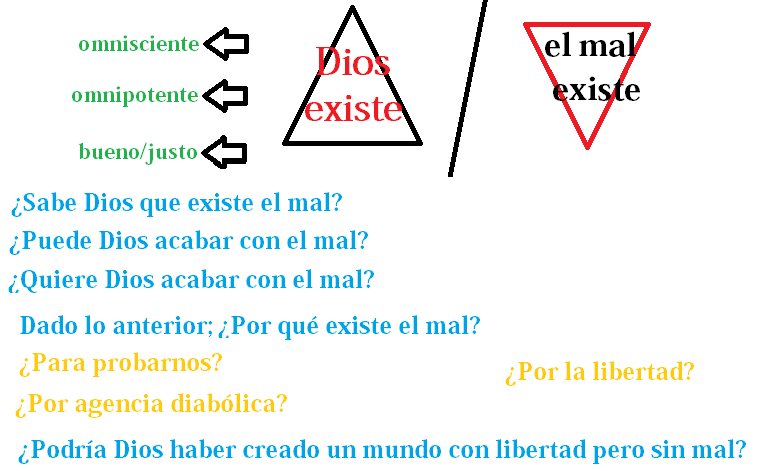 omnisciente
omnipotente
bueno/justo
Dios
existe
el mal
existe
¿Sabe Dios que existe el mal?
¿Puede Dios acabar con el mal?
¿Quiere Dios acabar con el mal?
Dado lo anterior; ¿Por qué existe el mal?
¿Para probarnos?
¿Por la libertad?
¿Por agencia diabólica?
¿Podría Dios haber creado un mundo con libertad pero sin mal?